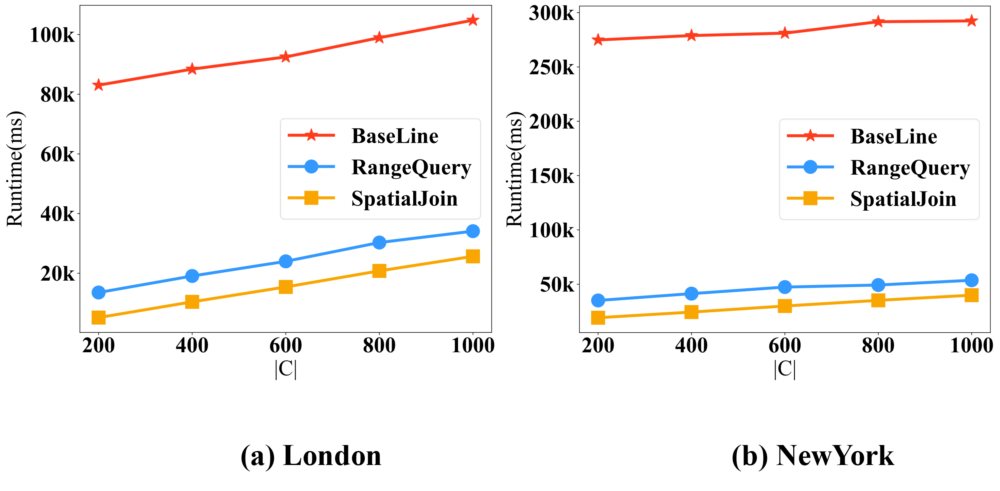 100k
80k
60k
40k
20k
Runtime(ms)
BaseLine
RangeQuery
SpatialJoin
200 400 600 800 1000
|C|
(a) London
300k
250k
200k
150k
100k
50k
Runtime(ms)
BaseLine
RangeQuery
SpatialJoin
200 400 600 800 1000
|C|
(b) NewYork